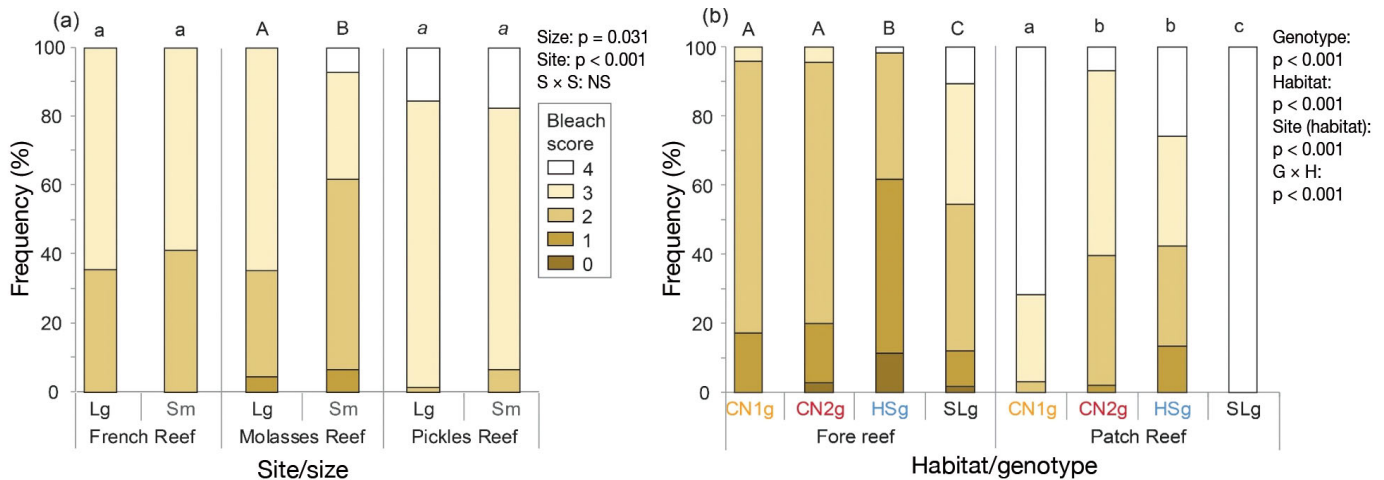 (a)
a a A B a a
Size: p = 0.031
Site: p < 0.001
S × S: NS
Bleach
score
4
3
2
1
0
Frequency (%)
100
80
60
40
20
0
Lg Sm Lg Sm Lg Sm
French Reef Molasses Reef Pickles Reef
Site/size
(b)
A A B C a b b c
Genotype:
p < 0.001
Habitat:
p < 0.001
Site (habitat):
p < 0.001
G × H:
p < 0.001
Frequency (%)
100
80
60
40
20
0
CN1g CN2g HSg SLg CN1g CN2g HSg SLg
Fore reef Patch Reef
Habitat/genotype